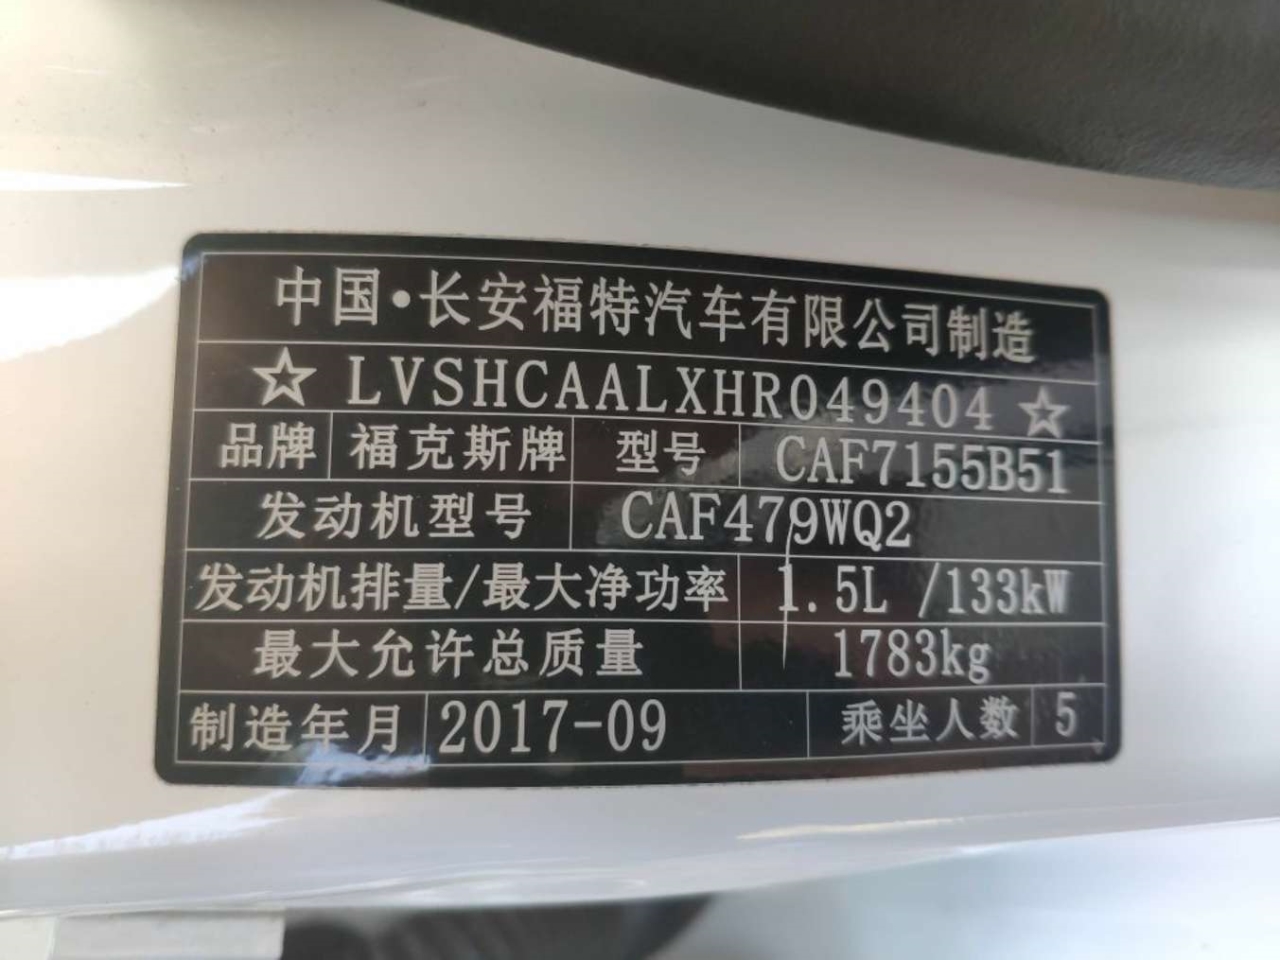 中国·长安福特汽车有限公司制造
☆LVSHCAALXHR049404☆
品牌 福克斯牌 型号 CAF7155B51
发动机型号 CAF479WQ2
发动机排量/最大净功率 1.5L /133kW
最大允许总质量 1783kg
制造年月 2017-09 乘坐人数 5